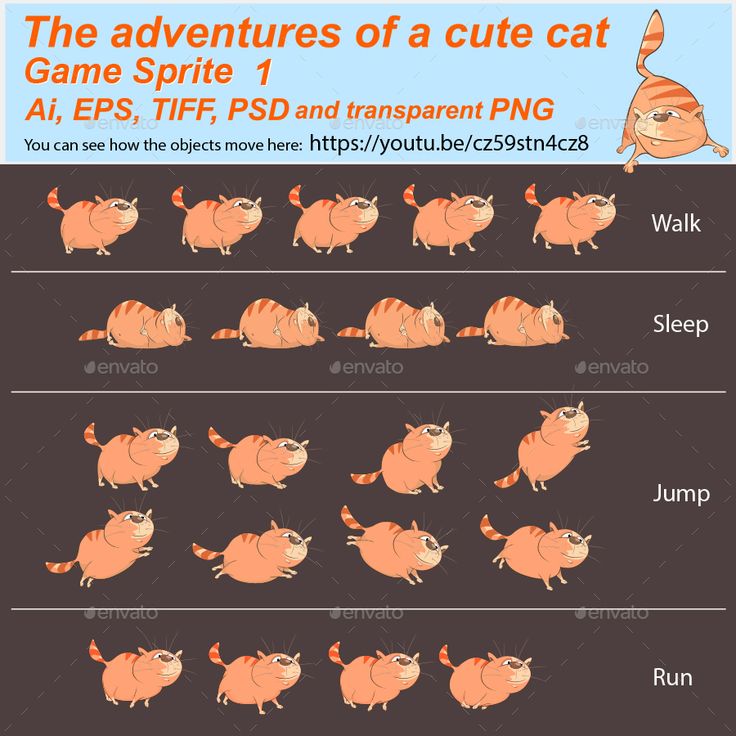 The adventures of a cute cat
Game Sprite 1
Ai, EPS, TIFF, PSD and transparent PNG
You can see how the objects move here: https://youtu.be/cz59stn4cz8
envato envato envato
Walk
Sleep
envato envato envato
Jump
envato envato envato
Run